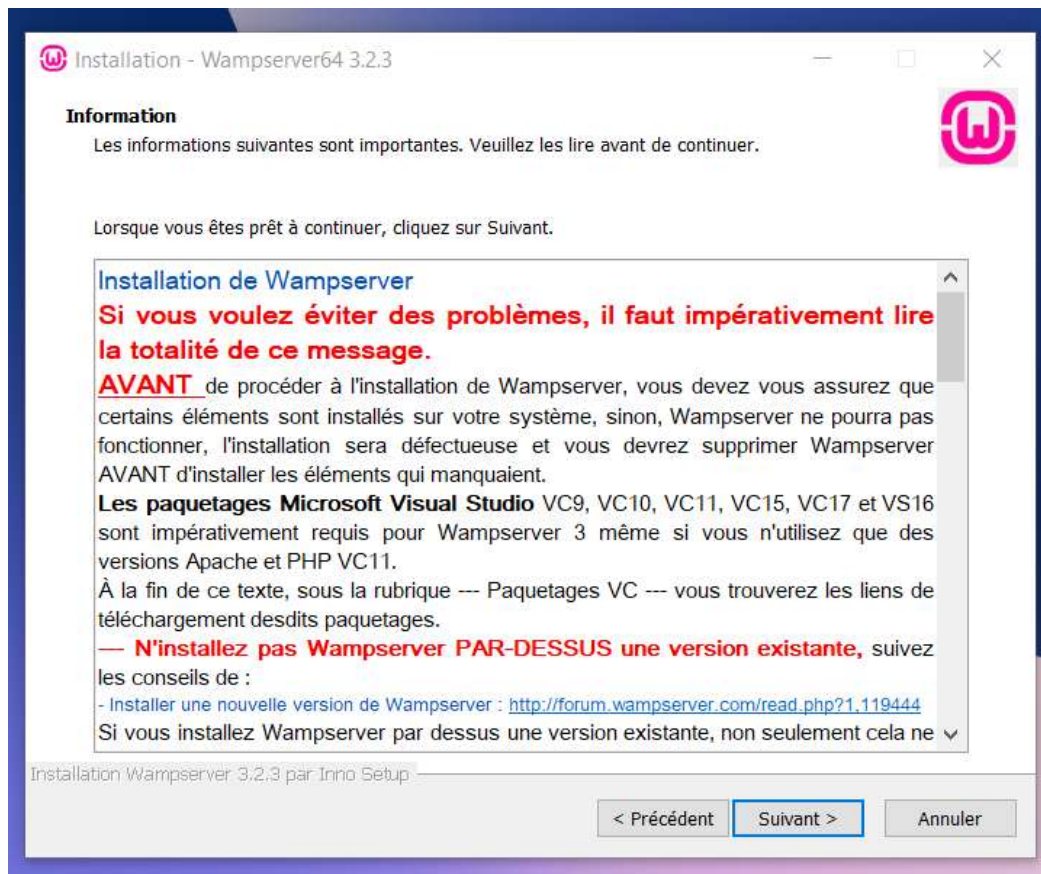 Installation - Wampserver64 3.2.3
Information
Les informations suivantes sont importantes. Veuillez les lire avant de continuer.
Lorsque vous êtes prêt à continuer, cliquez sur Suivant.
Installation de Wampserver
Si vous voulez éviter des problèmes, il faut impérativement lire
la totalité de ce message.
AVANT de procéder à l'installation de Wampserver, vous devez vous assurez que
certains éléments sont installés sur votre système, sinon, Wampserver ne pourra pas
fonctionner, l'installation sera défectueuse et vous devrez supprimer Wampserver
AVANT d'installer les éléments qui manquaient.
Les paquetages Microsoft Visual Studio VC9, VC10, VC11, VC15, VC17 et VS16
sont impérativement requis pour Wampserver 3 même si vous n'utilisez que des
versions Apache et PHP VC11.
À la fin de ce texte, sous la rubrique --- Paquetages VC --- vous trouverez les liens de
téléchargement desdits paquetages.
--- N'installez pas Wampserver PAR-DESSUS une version existante, suivez
les conseils de :
- Installer une nouvelle version de Wampserver : http://forum.wampserver.com/read.php?1,119444
Si vous installez Wampserver par dessus une version existante, non seulement cela ne
Installation Wampserver 3.2.3 par Inno Setup
< Précédent
Suivant >
Annuler